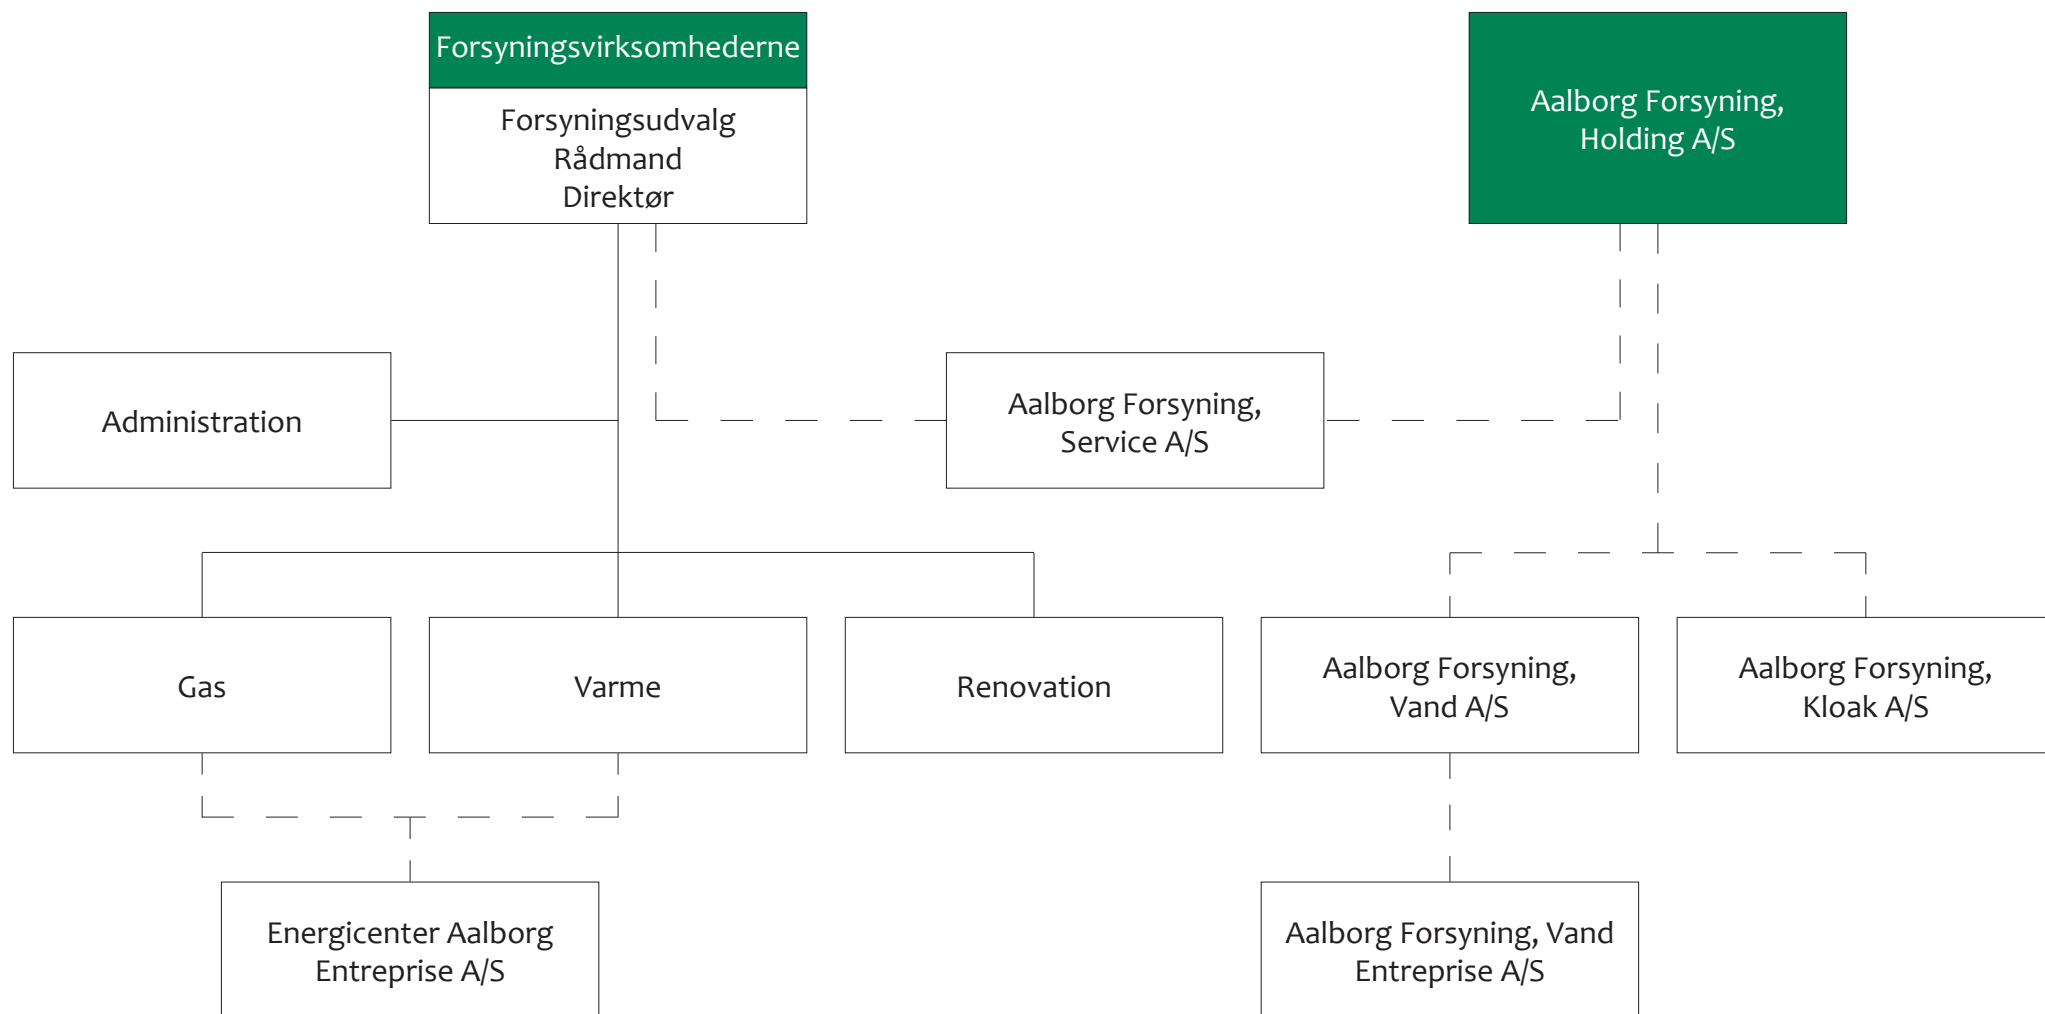 Forsyningsvirksomhederne
Forsyningsudvalg
Rådmand
Direktør
Aalborg Forsyning,
Holding A/S
Administration
Aalborg Forsyning,
Service A/S
Gas
Varme
Renovation
Aalborg Forsyning,
Vand A/S
Aalborg Forsyning,
Kloak A/S
Energicenter Aalborg
Entreprise A/S
Aalborg Forsyning, Vand
Entreprise A/S